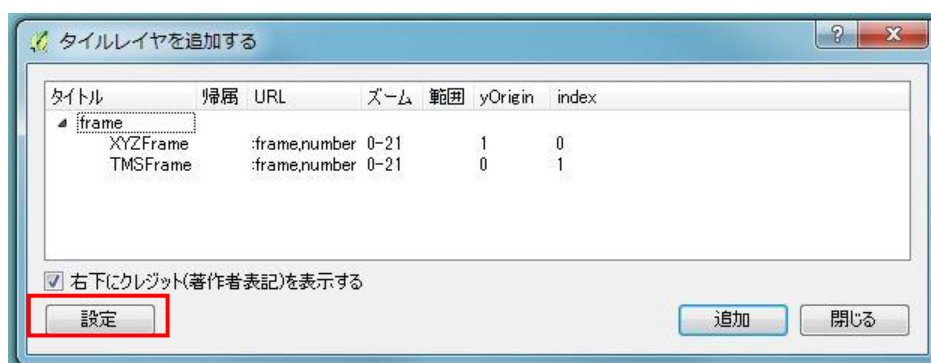 タイルレイヤを追加する
タイトル 帰属 URL ズーム 範囲 yOrigin index
frame
XYZFrame :frame,number 0-21 1 0
TMSFrame :frame,number 0-21 0 1
右下にクレジット(著作者表記)を表示する
設定 追加 閉じる